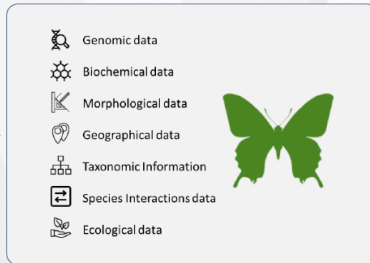 Genomic data
Biochemical data
Morphological data
Geographical data
Taxonomic Information
Species Interactions data
Ecological data